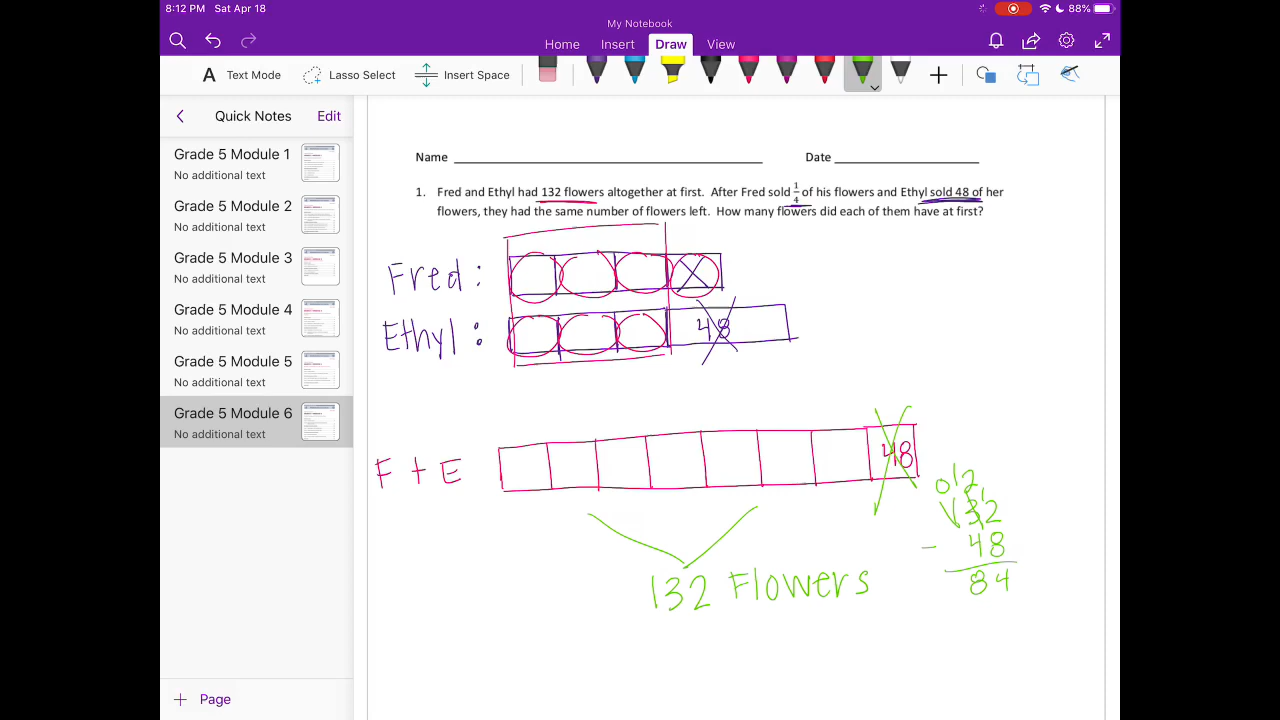 8:12 PM Sat Apr 18
88%
My Notebook
Home Insert Draw View
A Text Mode Lasso Select Insert Space
Quick Notes Edit
Grade 5 Module 1
No additional text
Grade 5 Module 2
No additional text
Grade 5 Module 3
No additional text
Grade 5 Module 4
No additional text
Grade 5 Module 5
No additional text
Grade 5 Module 6
No additional text
+ Page
Name Date
1. Fred and Ethyl had 132 flowers altogether at first. After Fred sold 1/4 of his flowers and Ethyl sold 48 of her
flowers, they had the same number of flowers left. How many flowers did each of them have at first?
Fred:
Ethyl: 48
F + E 48
0 12
1 3 12
- 48
84
132 Flowers